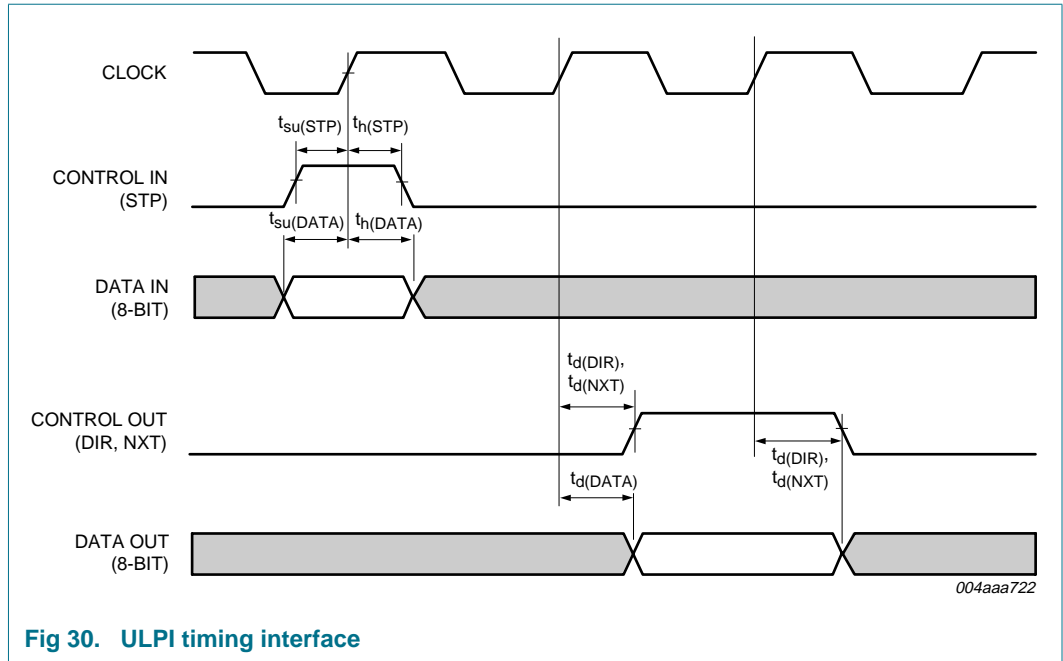 CLOCK
tsu(STP) th(STP)
CONTROL IN
(STP)
tsu(DATA) th(DATA)
DATA IN
(8-BIT)
td(DIR),
td(NXT)
CONTROL OUT
(DIR, NXT)
td(DIR),
td(NXT)
td(DATA)
DATA OUT
(8-BIT)
004aaa722
Fig 30. ULPI timing interface